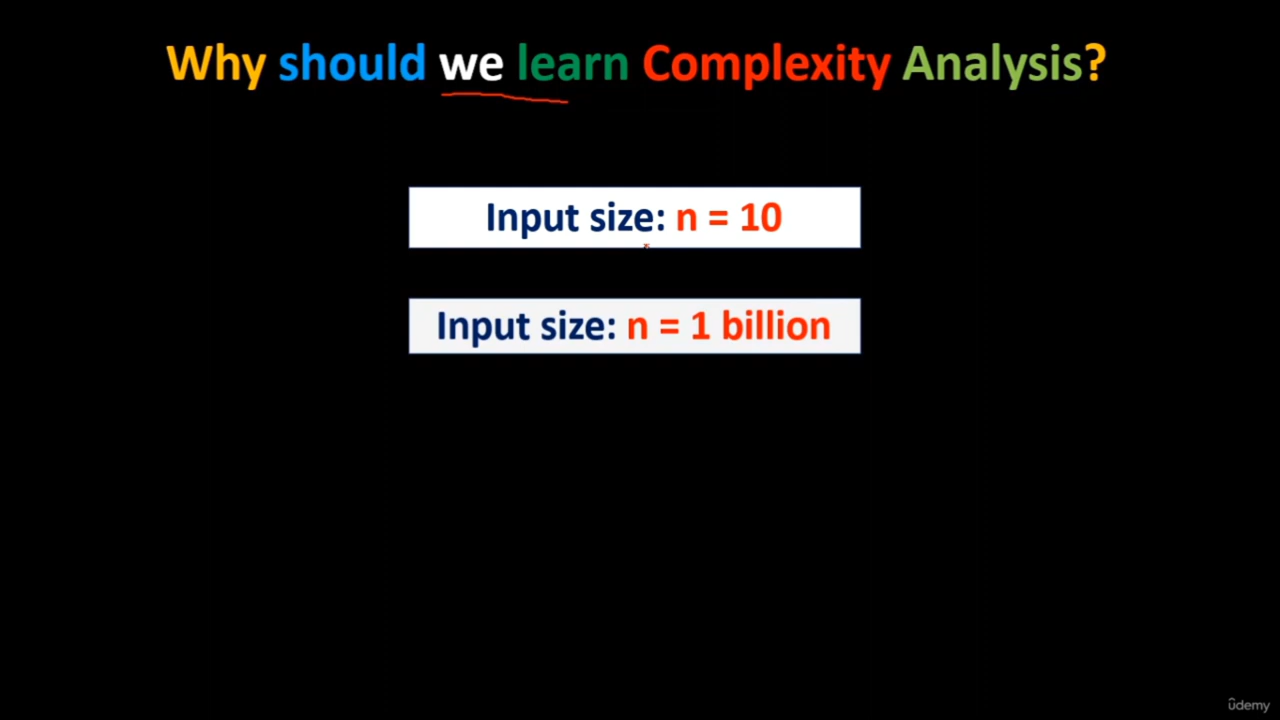 Why should we learn Complexity Analysis?
Input size: n = 10
Input size: n = 1 billion
ûdemy